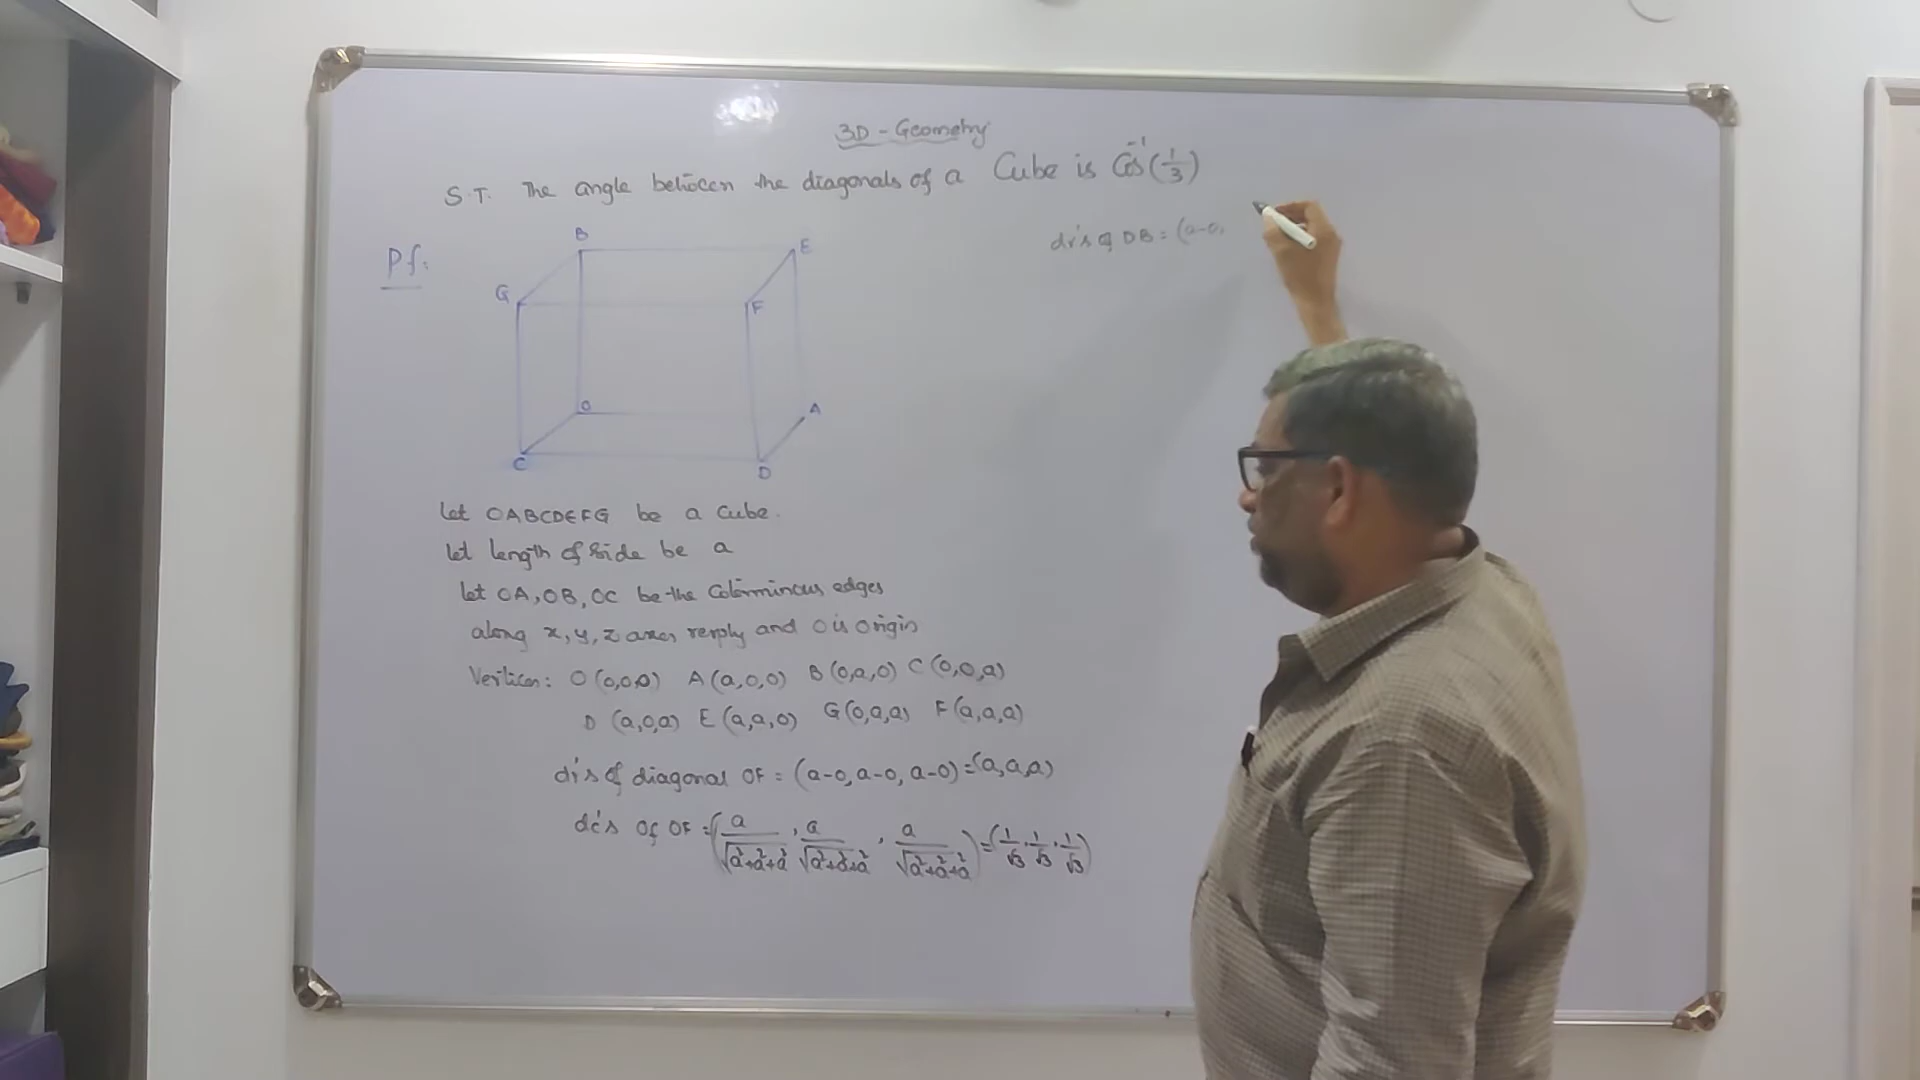 3D - Geometry
S.T. The angle between the diagonals of a Cube is Cos⁻¹(1/3)
Pf:
dr's of DB = (a-0,
B
E
G
F
O
A
C
D
Let OABCDEFG be a cube.
let length of side be a
let OA, OB, OC be the Coterminous edges
along x, y, z axes resply and O is Origin
Vertices: O (0,0,0) A (a,0,0) B (0,a,0) C (0,0,a)
D (a,0,a) E (a,a,0) G (0,a,a) F (a,a,a)
dr's of diagonal OF = (a-0, a-0, a-0) = (a,a,a)
dc's Of OF = (a/√a²+a²+a², a/√a²+a²+a², a/√a²+a²+a²) = (1/√3, 1/√3, 1/√3)